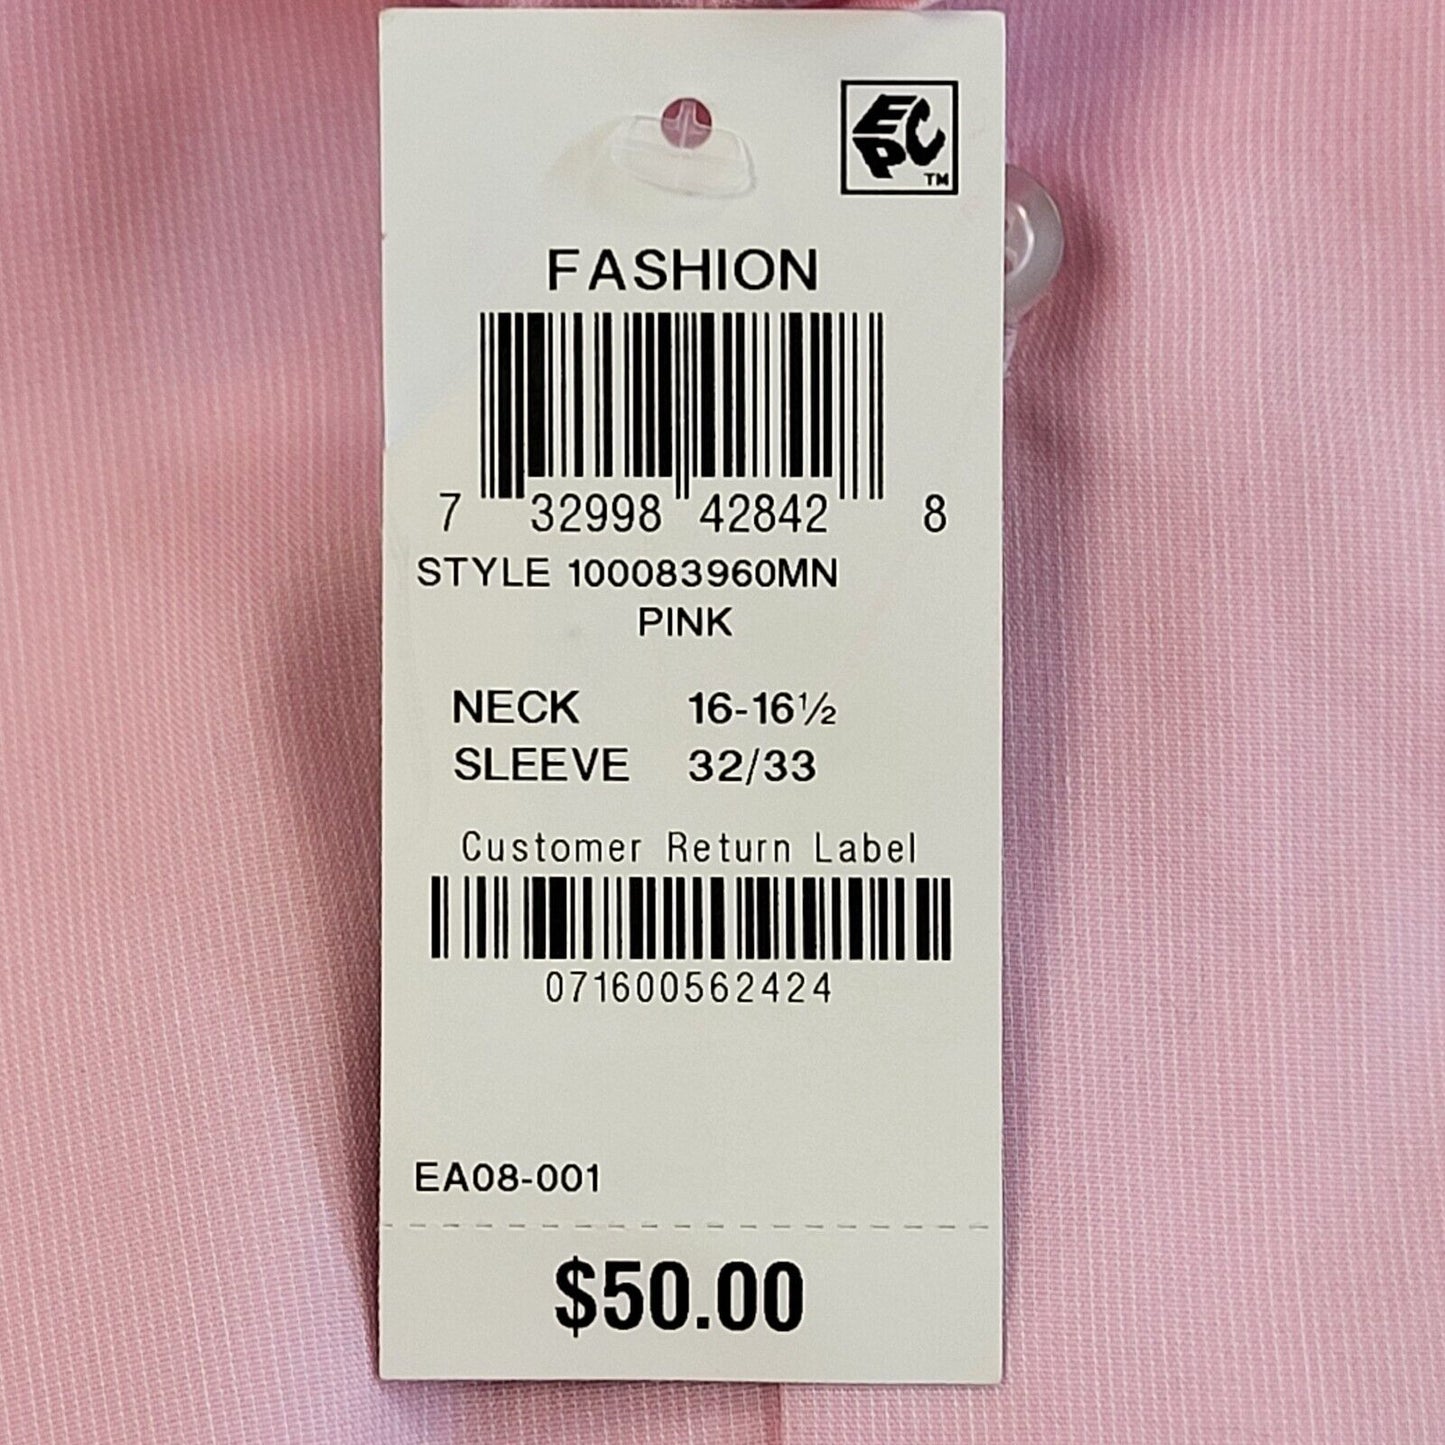 EPC
TM
FASHION
7 32998 42842 8
STYLE 100083960MN
PINK
NECK 16-16½
SLEEVE 32/33
Customer Return Label
071600562424
EA08-001
$50.00